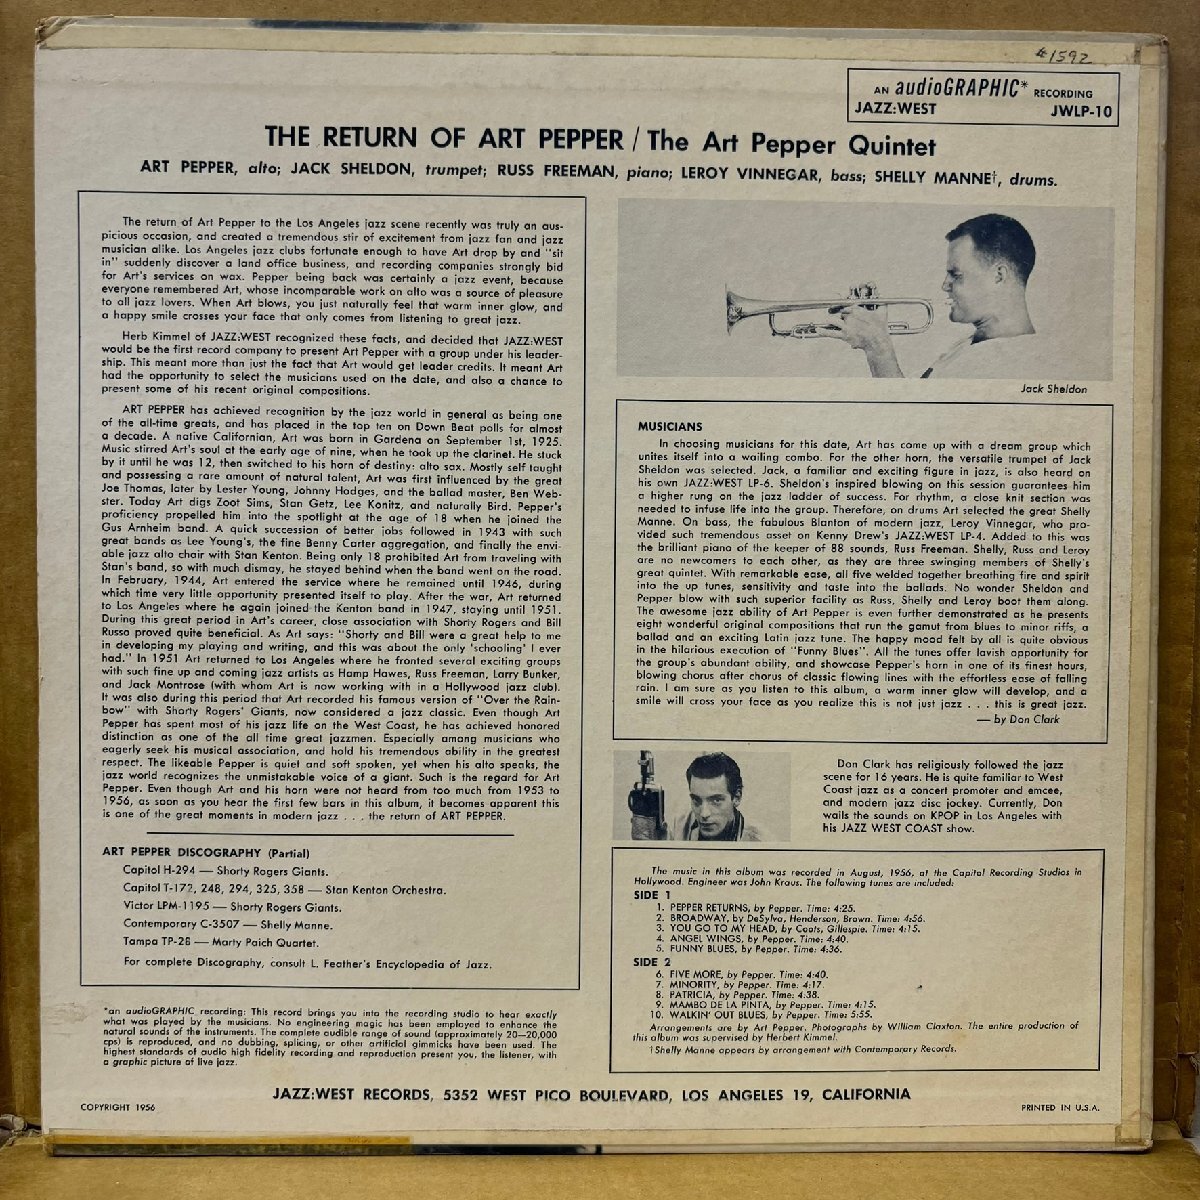 41592
AN audioGRAPHIC* RECORDING
JAZZ:WEST JWLP-10
THE RETURN OF ART PEPPER / The Art Pepper Quintet
ART PEPPER, alto; JACK SHELDON, trumpet; RUSS FREEMAN, piano; LEROY VINNEGAR, bass; SHELLY MANNE†, drums.
The return of Art Pepper to the Los Angeles jazz scene recently was truly an aus-
picious occasion, and created a tremendous stir of excitement from jazz fan and jazz
musician alike. Los Angeles jazz clubs fortunate enough to have Art drop by and "sit
in" suddenly discover a land office business, and recording companies strongly bid
for Art's services on wax. Pepper being back was certainly a jazz event, because
everyone remembered Art, whose incomparable work on alto was a source of pleasure
to all jazz lovers. When Art blows, you just naturally feel that warm inner glow, and
a happy smile crosses your face that only comes from listening to great jazz.
Herb Kimmel of JAZZ:WEST recognized these facts, and decided that JAZZ:WEST
would be the first record company to present Art Pepper with a group under his leader-
ship. This meant more than just the fact that Art would get leader credits. It meant Art
had the opportunity to select the musicians used on the date, and also a chance to
present some of his recent original compositions.
ART PEPPER has achieved recognition by the jazz world in general as being one
of the all-time greats, and has placed in the top ten on Down Beat polls for almost
a decade. A native Californian, Art was born in Gardena on September 1st, 1925.
Music stirred Art's soul at the early age of nine, when he took up the clarinet. He stuck
by it until he was 12, then switched to his horn of destiny: alto sax. Mostly self taught
and possessing a rare amount of natural talent, Art was first influenced by the great
Joe Thomas, later by Lester Young, Johnny Hodges, and the ballad master, Ben Web-
ster. Today Art digs Zoot Sims, Stan Getz, Lee Konitz, and naturally Bird. Pepper's
proficiency propelled him into the spotlight at the age of 18 when he joined the
Gus Arnheim band. A quick succession of better jobs followed in 1943 with such
great bands as Lee Young's, the fine Benny Carter aggregation, and finally the envi-
able jazz alto chair with Stan Kenton. Being only 18 prohibited Art from traveling with
Stan's band, so with much dismay, he stayed behind when the band went on the road.
In February, 1944, Art entered the service where he remained until 1946, during
which time very little opportunity presented itself to play. After the war, Art returned
to Los Angeles where he again joined the Kenton band in 1947, staying until 1951.
During this great period in Art's career, close association with Shorty Rogers and Bill
Russo proved quite beneficial. As Art says: "Shorty and Bill were a great help to me
in developing my playing and writing, and this was about the only 'schooling' I ever
had." In 1951 Art returned to Los Angeles where he fronted several exciting groups
with such fine up and coming jazz artists as Hamp Hawes, Russ Freeman, Larry Bunker,
and Jack Montrose (with whom Art is now working with in a Hollywood jazz club).
It was also during this period that Art recorded his famous version of "Over the Rain-
bow" with Shorty Rogers' Giants, now considered a jazz classic. Even though Art
Pepper has spent most of his jazz life on the West Coast, he has achieved honored
distinction as one of the all time great jazzmen. Especially among musicians who
eagerly seek his musical association, and hold his tremendous ability in the greatest
respect. The likeable Pepper is quiet and soft spoken, yet when his alto speaks, the
jazz world recognizes the unmistakable voice of a giant. Such is the regard for Art
Pepper. Even though Art and his horn were not heard from too much from 1953 to
1956, as soon as you hear the first few bars in this album, it becomes apparent this
is one of the great moments in modern jazz . . . the return of ART PEPPER.
ART PEPPER DISCOGRAPHY (Partial)
Capitol H-294 — Shorty Rogers Giants.
Capitol T-172, 248, 294, 325, 358 — Stan Kenton Orchestra.
Victor LPM-1195 — Shorty Rogers Giants.
Contemporary C-3507 — Shelly Manne.
Tampa TP-28 — Marty Paich Quartet.
For complete Discography, consult L. Feather's Encyclopedia of Jazz.
*an audioGRAPHIC recording: This record brings you into the recording studio to hear exactly
what was played by the musicians. No engineering magic has been employed to enhance the
natural sounds of the instruments. The complete audible range of sound (approximately 20—20,000
cps) is reproduced, and no dubbing, splicing, or other artificial gimmicks have been used. The
highest standards of audio high fidelity recording and reproduction present you, the listener, with
a graphic picture of live jazz.
Jack Sheldon
MUSICIANS
In choosing musicians for this date, Art has come up with a dream group which
unites itself into a wailing combo. For the other horn, the versatile trumpet of Jack
Sheldon was selected. Jack, a familiar and exciting figure in jazz, is also heard on
his own JAZZ:WEST LP-6. Sheldon's inspired blowing on this session guarantees him
a higher rung on the jazz ladder of success. For rhythm, a close knit section was
needed to infuse life into the group. Therefore, on drums Art selected the great Shelly
Manne. On bass, the fabulous Blanton of modern jazz, Leroy Vinnegar, who pro-
vided such tremendous asset on Kenny Drew's JAZZ:WEST LP-4. Added to this was
the brilliant piano of the keeper of 88 sounds, Russ Freeman. Shelly, Russ and Leroy
are no newcomers to each other, as they are three swinging members of Shelly's
great quintet. With remarkable ease, all five welded together breathing fire and spirit
into the up tunes, sensitivity and taste into the ballads. No wonder Sheldon and
Pepper blow with such superior facility as Russ, Shelly and Leroy boot them along.
The awesome jazz ability of Art Pepper is even further demonstrated as he presents
eight wonderful original compositions that run the gamut from blues to minor riffs, a
ballad and an exciting Latin jazz tune. The happy mood felt by all is quite obvious
in the hilarious execution of "Funny Blues". All the tunes offer lavish opportunity for
the group's abundant ability, and showcase Pepper's horn in one of its finest hours,
blowing chorus after chorus of classic flowing lines with the effortless ease of falling
rain. I am sure as you listen to this album, a warm inner glow will develop, and a
smile will cross your face as you realize this is not just jazz . . . this is great jazz.
— by Don Clark
Don Clark has religiously followed the jazz
scene for 16 years. He is quite familiar to West
Coast jazz as a concert promoter and emcee,
and modern jazz disc jockey. Currently, Don
wails the sounds on KPOP in Los Angeles with
his JAZZ WEST COAST show.
The music in this album was recorded in August, 1956, at the Capitol Recording Studios in
Hollywood. Engineer was John Kraus. The following tunes are included:
SIDE 1
1. PEPPER RETURNS, by Pepper. Time: 4:25.
2. BROADWAY, by DeSylva, Henderson, Brown. Time: 4:56.
3. YOU GO TO MY HEAD, by Coots, Gillespie. Time: 4:15.
4. ANGEL WINGS, by Pepper. Time: 4:40.
5. FUNNY BLUES, by Pepper. Time: 4:36.
SIDE 2
6. FIVE MORE, by Pepper. Time: 4:40.
7. MINORITY, by Pepper. Time: 4:17.
8. PATRICIA, by Pepper. Time: 4:38.
9. MAMBO DE LA PINTA, by Pepper. Time: 4:15.
10. WALKIN' OUT BLUES, by Pepper. Time: 5:55.
Arrangements are by Art Pepper. Photographs by William Claxton. The entire production of
this album was supervised by Herbert Kimmel.
†Shelly Manne appears by arrangement with Contemporary Records.
JAZZ:WEST RECORDS, 5352 WEST PICO BOULEVARD, LOS ANGELES 19, CALIFORNIA
COPYRIGHT 1956
PRINTED IN U.S.A.